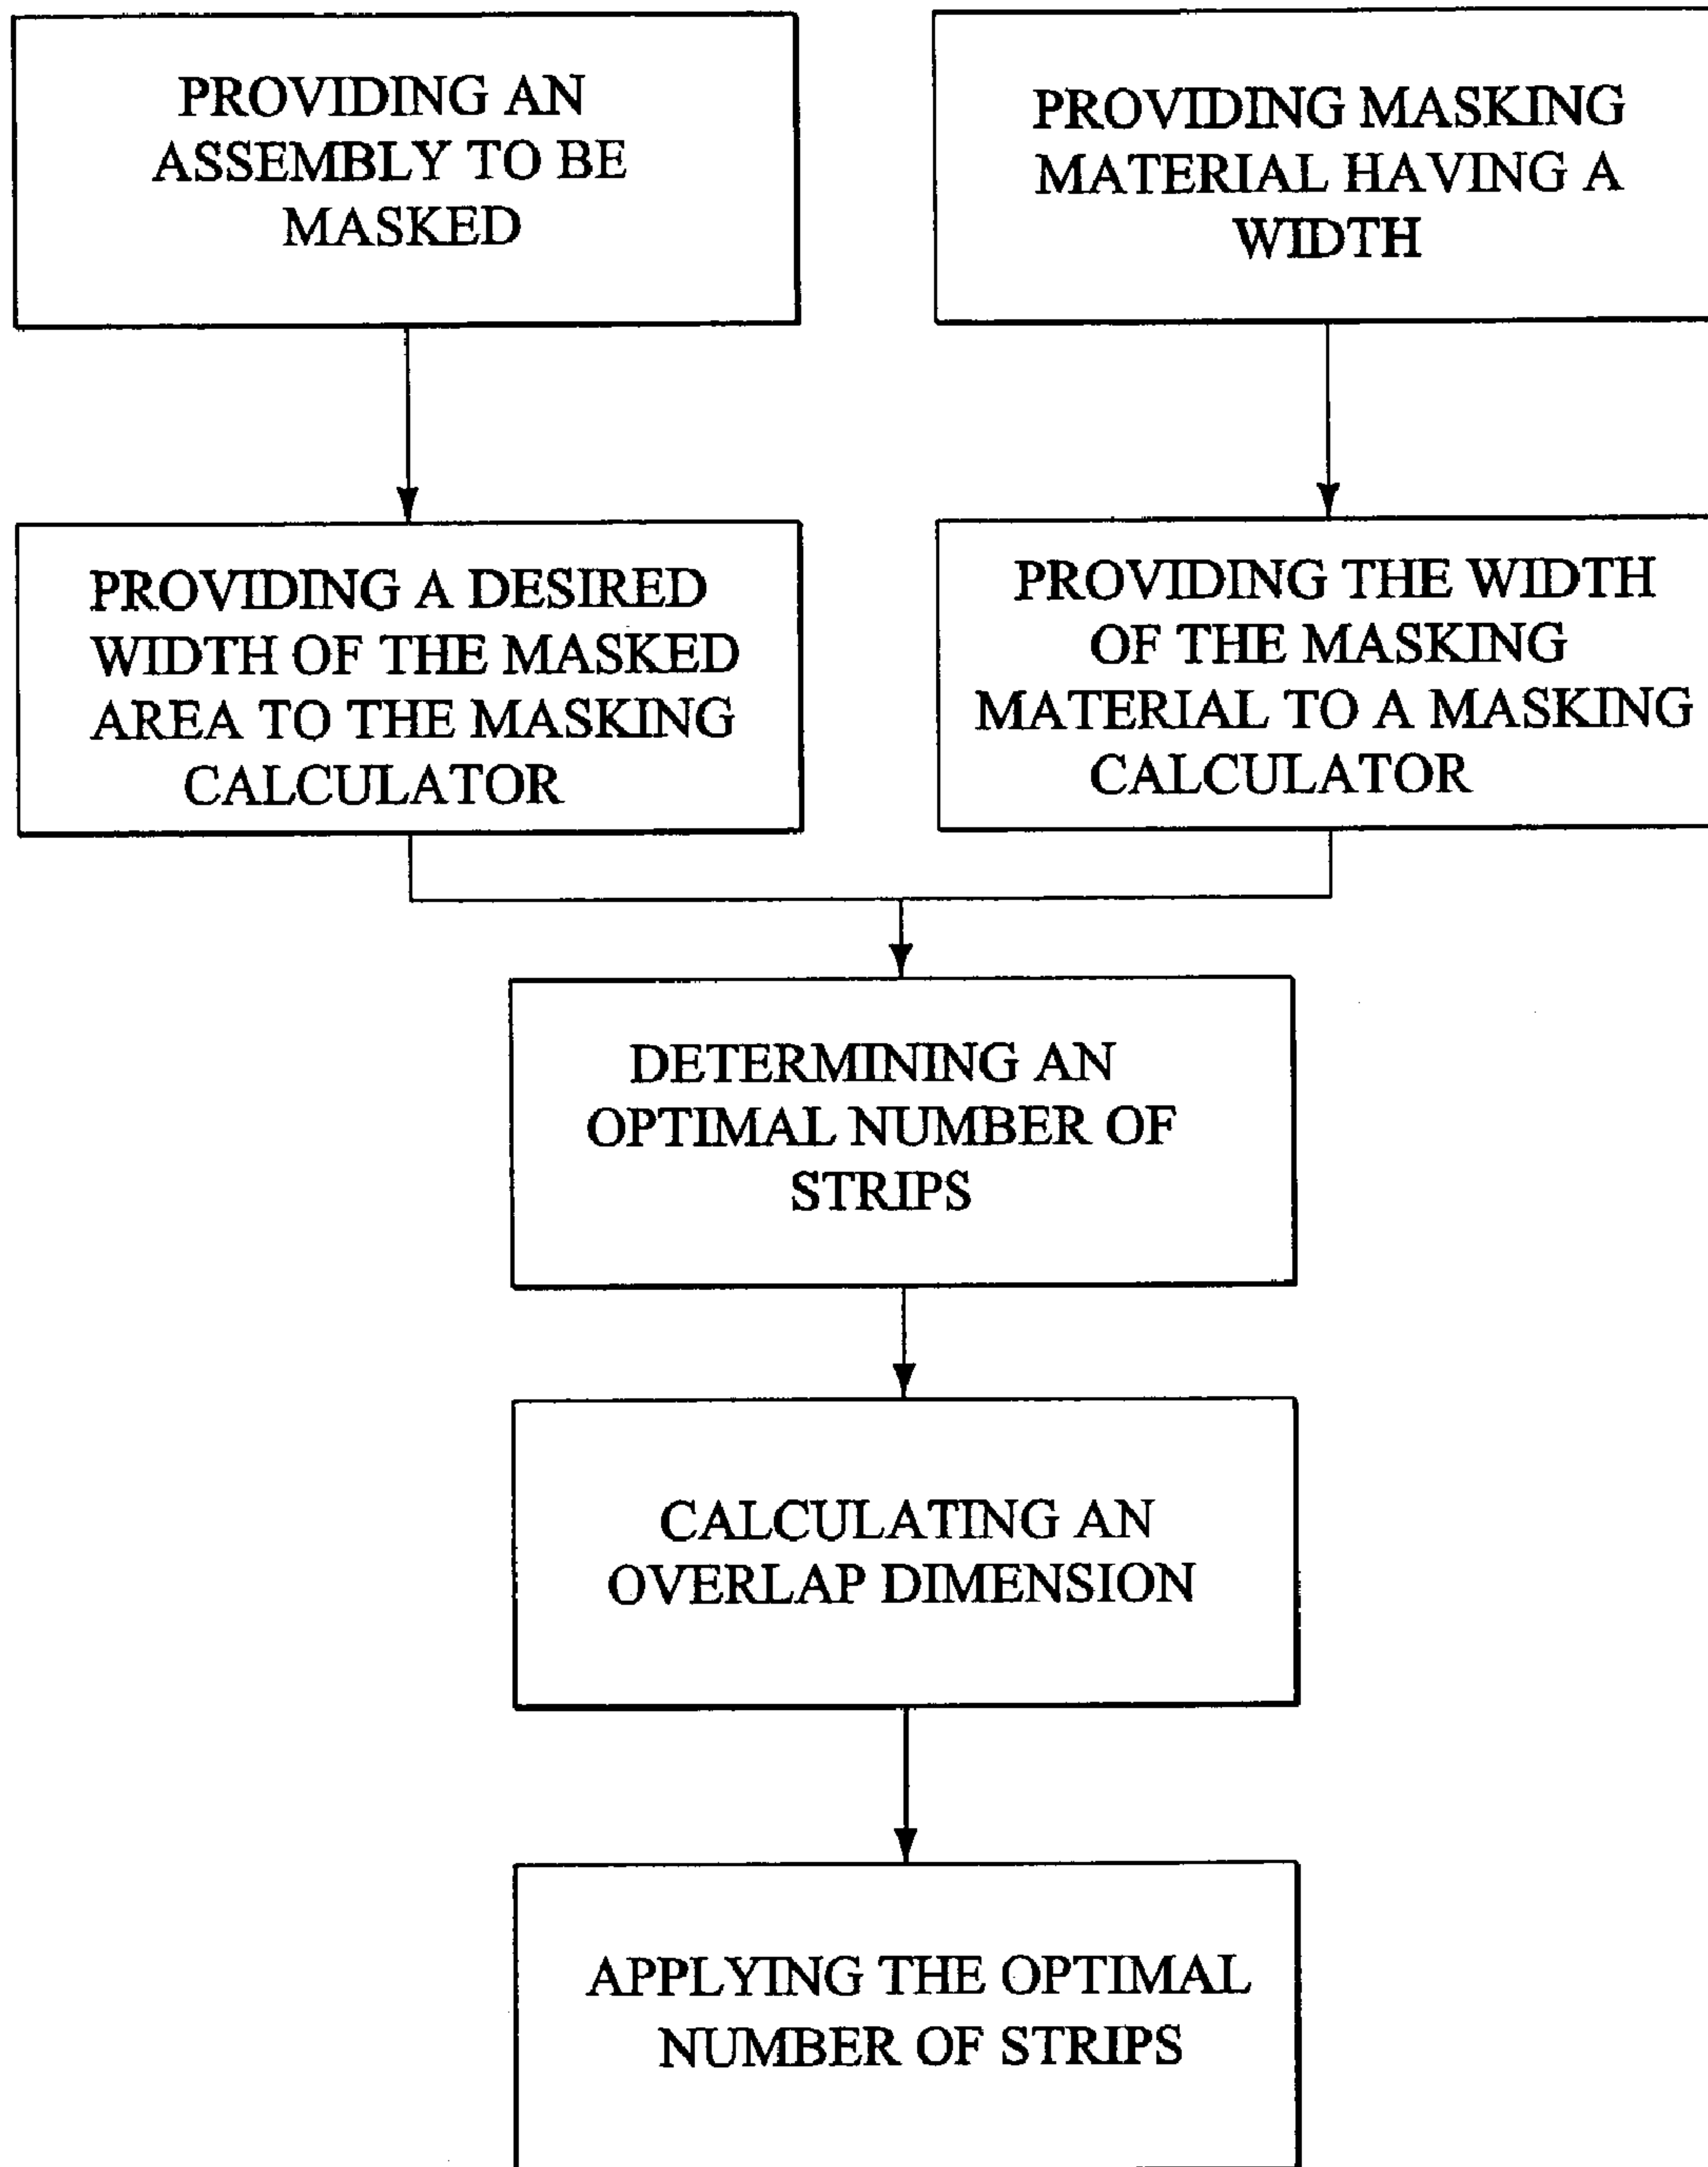 PROVIDING AN
ASSEMBLY TO BE
MASKED
PROVIDING MASKING
MATERIAL HAVING A
WIDTH
PROVIDING A DESIRED
WIDTH OF THE MASKED
AREA TO THE MASKING
CALCULATOR
PROVIDING THE WIDTH
OF THE MASKING
MATERIAL TO A MASKING
CALCULATOR
DETERMINING AN
OPTIMAL NUMBER OF
STRIPS
CALCULATING AN
OVERLAP DIMENSION
APPLYING THE OPTIMAL
NUMBER OF STRIPS